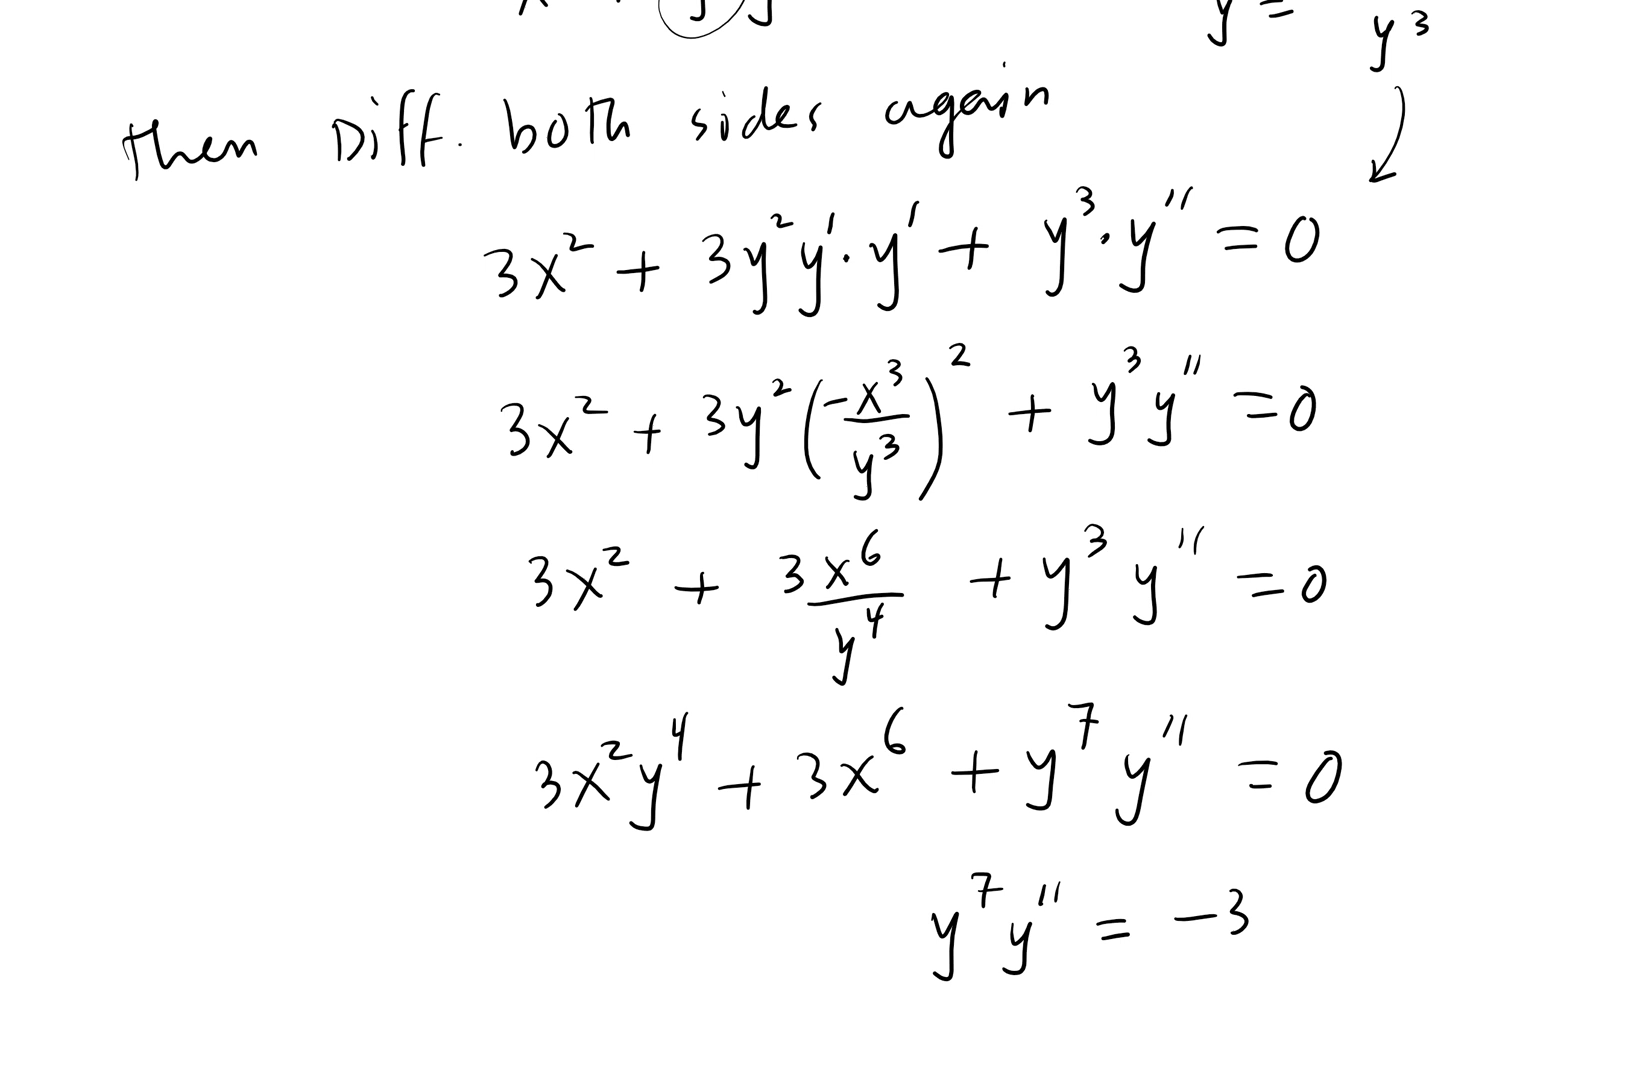 y = y³
then Diff. both sides again
3x² + 3y²y'·y' + y³·y'' = 0
3x² + 3y²(-x³/y³)² + y³y'' = 0
3x² + 3x⁶/y⁴ + y³y'' = 0
3x²y⁴ + 3x⁶ + y⁷y'' = 0
y⁷y'' = -3